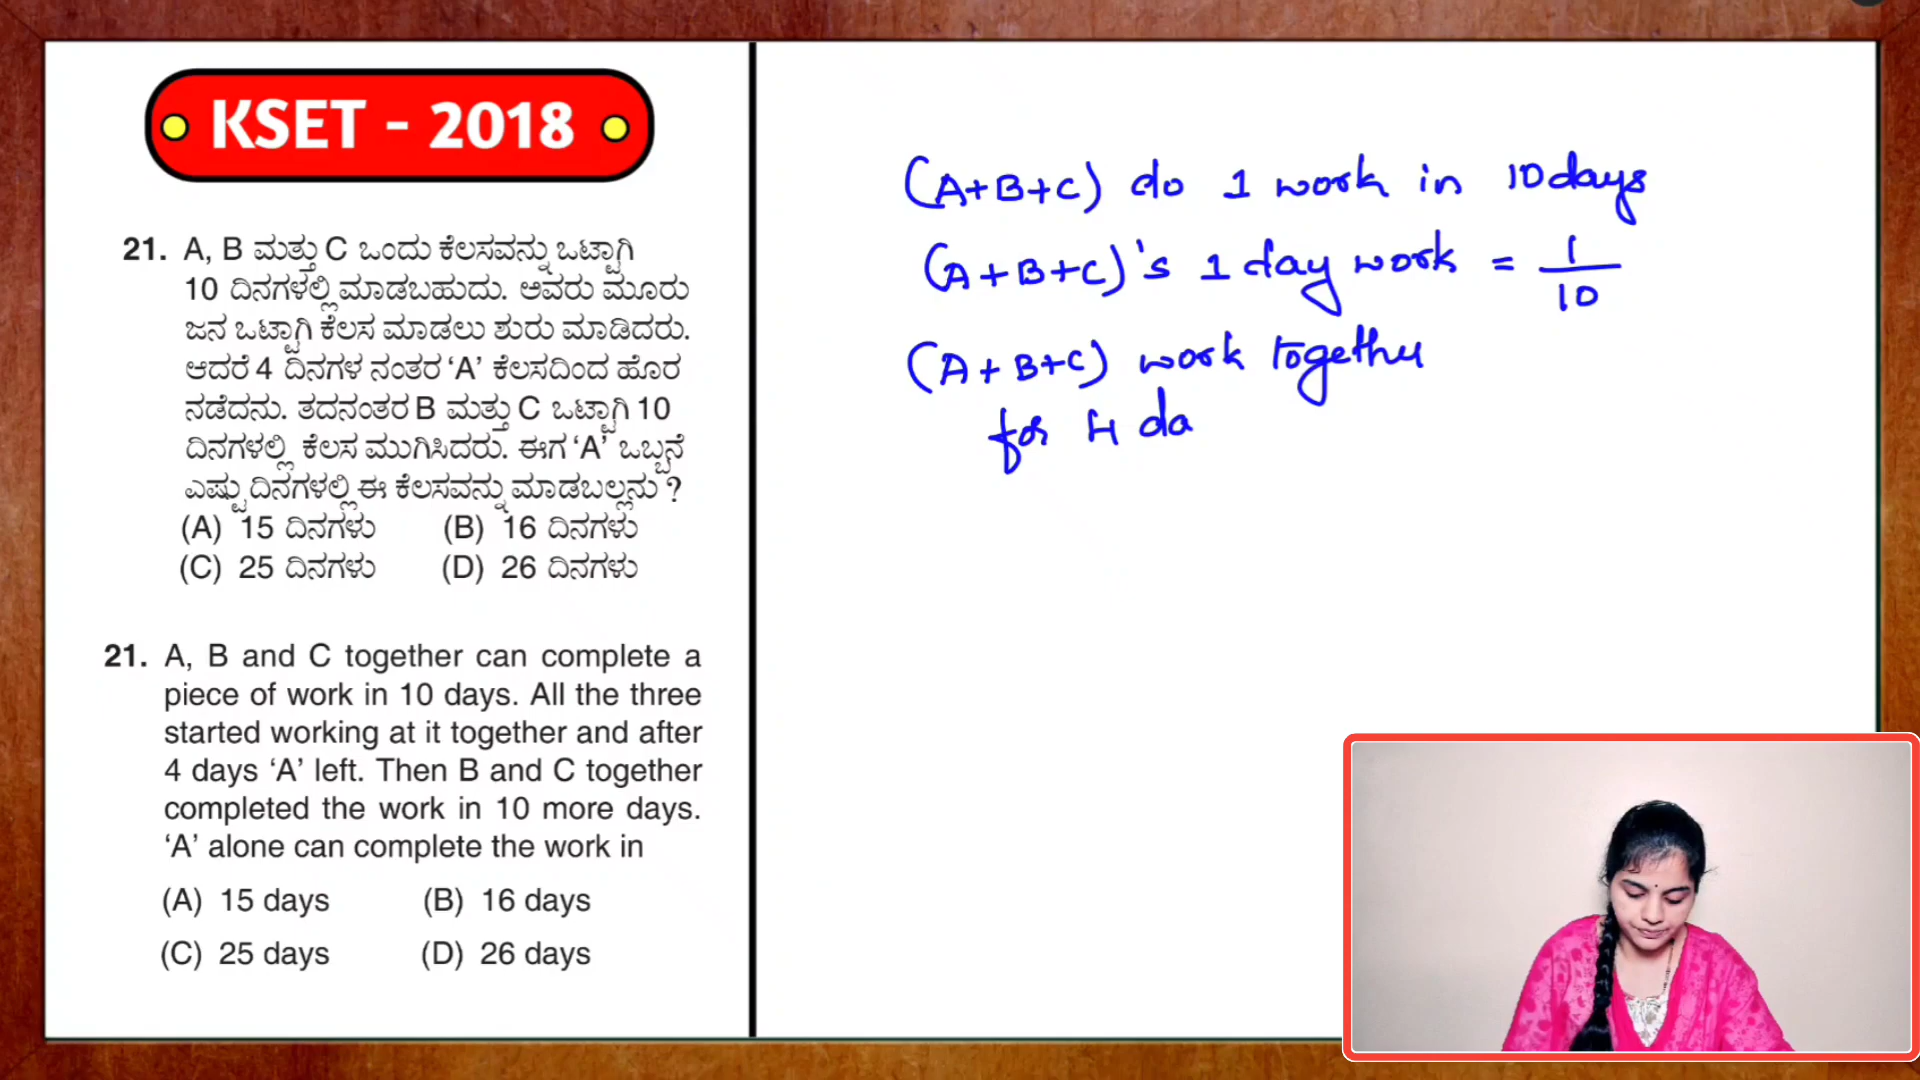 KSET - 2018
21. A, B ಮತ್ತು C ಒಂದು ಕೆಲಸವನ್ನು ಒಟ್ಟಾಗಿ
10 ದಿನಗಳಲ್ಲಿ ಮಾಡಬಹುದು. ಅವರು ಮೂರು
ಜನ ಒಟ್ಟಾಗಿ ಕೆಲಸ ಮಾಡಲು ಶುರು ಮಾಡಿದರು.
ಆದರೆ 4 ದಿನಗಳ ನಂತರ ‘A’ ಕೆಲಸದಿಂದ ಹೊರ
ನಡೆದನು. ತದನಂತರ B ಮತ್ತು C ಒಟ್ಟಾಗಿ 10
ದಿನಗಳಲ್ಲಿ ಕೆಲಸ ಮುಗಿಸಿದರು. ಈಗ ‘A’ ಒಬ್ಬನೆ
ಎಷ್ಟು ದಿನಗಳಲ್ಲಿ ಈ ಕೆಲಸವನ್ನು ಮಾಡಬಲ್ಲನು ?
(A) 15 ದಿನಗಳು (B) 16 ದಿನಗಳು
(C) 25 ದಿನಗಳು (D) 26 ದಿನಗಳು
21. A, B and C together can complete a
piece of work in 10 days. All the three
started working at it together and after
4 days ‘A’ left. Then B and C together
completed the work in 10 more days.
‘A’ alone can complete the work in
(A) 15 days (B) 16 days
(C) 25 days (D) 26 days
(A+B+C) do 1 work in 10 days
(A+B+C)'s 1 day work = 1/10
(A+B+C) work together
for 4 da